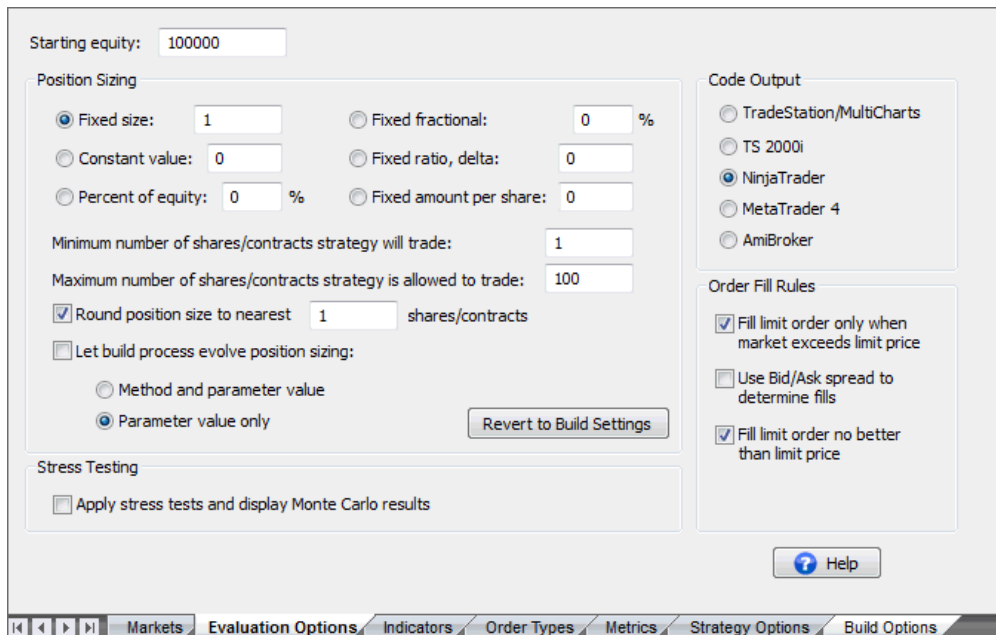 Starting equity: 100000
Position Sizing
Fixed size: 1 Fixed fractional: 0 %
Constant value: 0 Fixed ratio, delta: 0
Percent of equity: 0 % Fixed amount per share: 0
Minimum number of shares/contracts strategy will trade: 1
Maximum number of shares/contracts strategy is allowed to trade: 100
Round position size to nearest 1 shares/contracts
Let build process evolve position sizing:
Method and parameter value
Parameter value only
Revert to Build Settings
Stress Testing
Apply stress tests and display Monte Carlo results
Code Output
TradeStation/MultiCharts
TS 2000i
NinjaTrader
MetaTrader 4
AmiBroker
Order Fill Rules
Fill limit order only when
market exceeds limit price
Use Bid/Ask spread to
determine fills
Fill limit order no better
than limit price
Help
Markets Evaluation Options Indicators Order Types Metrics Strategy Options Build Options